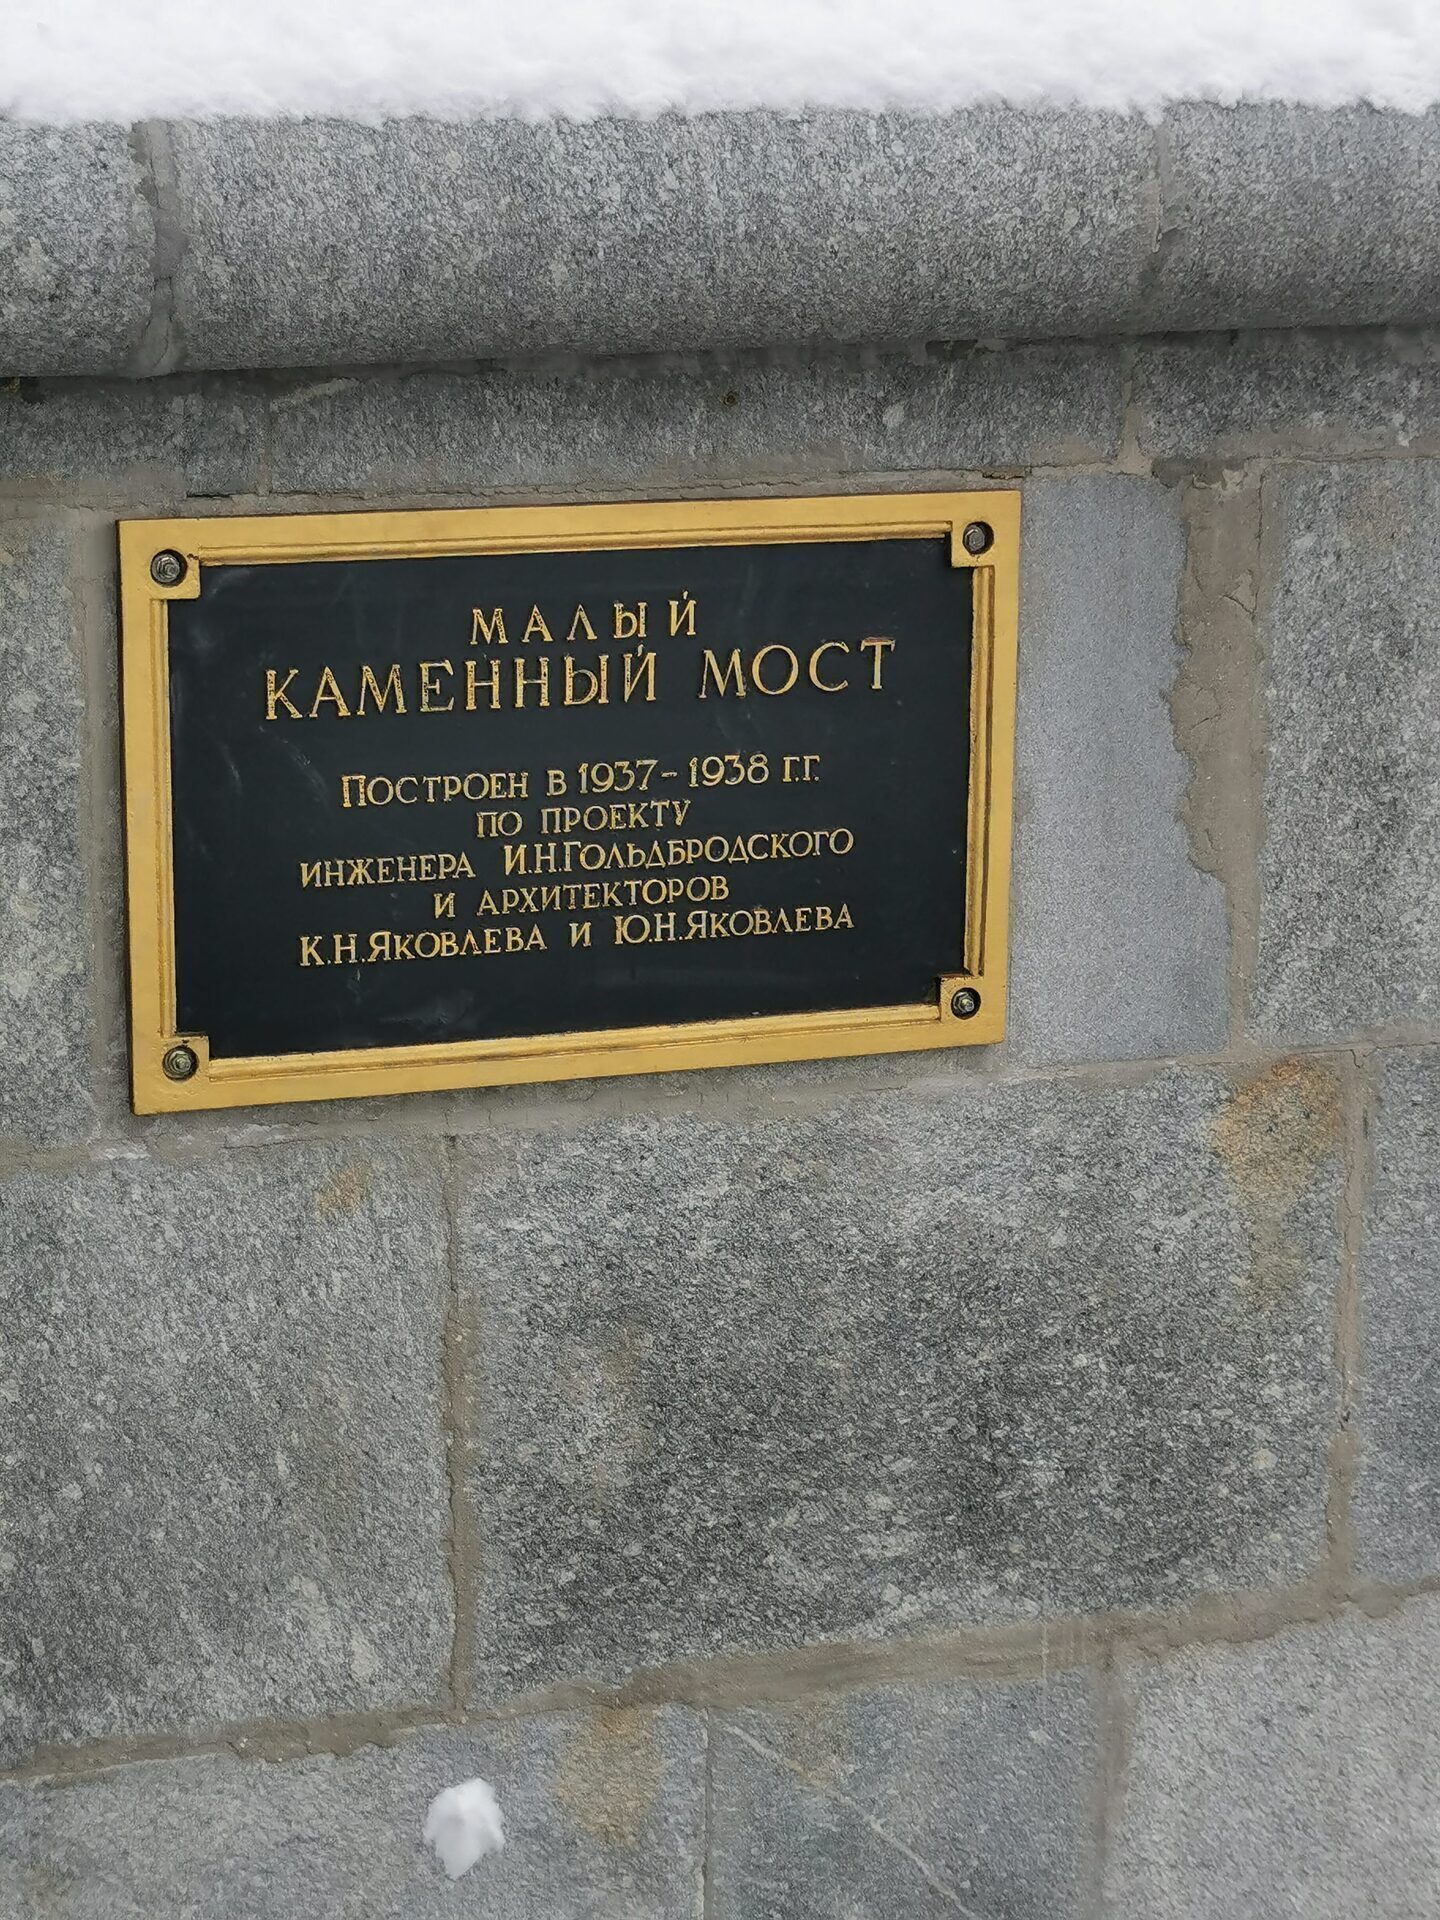 МАЛЫЙ
КАМЕННЫЙ МОСТ
ПОСТРОЕН В 1937-1938 Г.Г.
ПО ПРОЕКТУ
ИНЖЕНЕРА И.Н.ГОЛЬДБРОДСКОГО
И АРХИТЕКТОРОВ
К.Н.ЯКОВЛЕВА И Ю.Н.ЯКОВЛЕВА